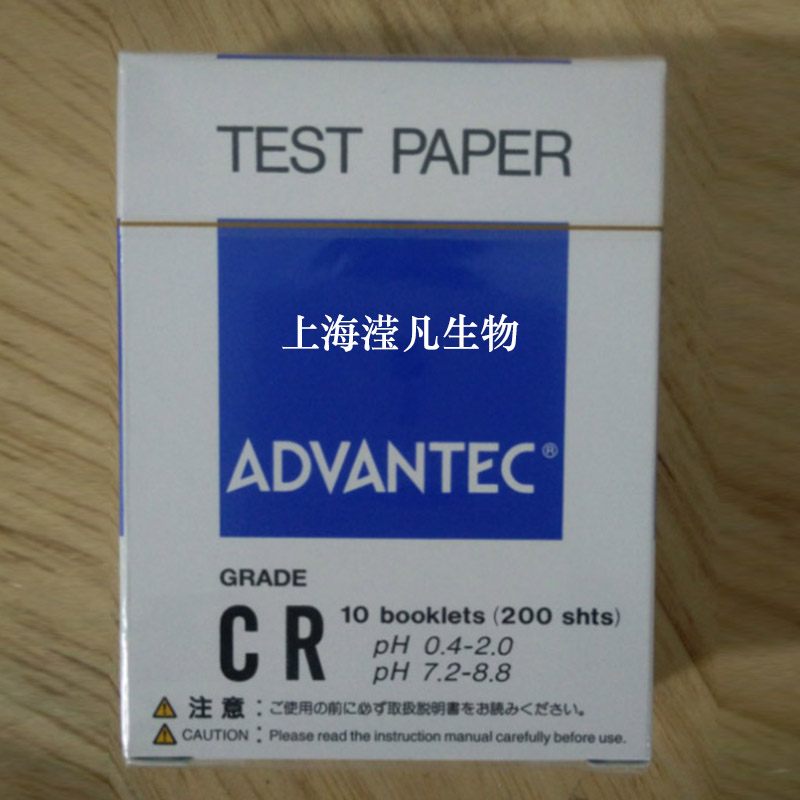 TEST PAPER
上海滢凡生物
ADVANTEC®
GRADE
CR
10 booklets (200 shts)
pH 0.4-2.0
pH 7.2-8.8
注意：ご使用の前に必ず取扱説明書をお読みください。
CAUTION : Please read the instruction manual carefully before use.